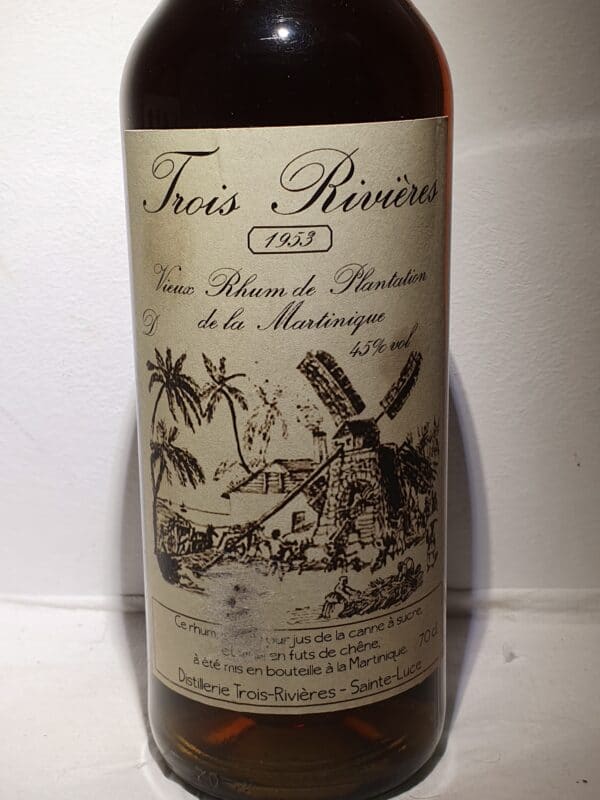 Trois Rivières
1953
Vieux Rhum de Plantation
de la Martinique
D
45% vol
Ce rhum, pur jus de la canne à sucre,
et en futs de chêne,
à été mis en bouteille à la Martinique.
70 cl
Distillerie Trois-Rivières - Sainte-Luce